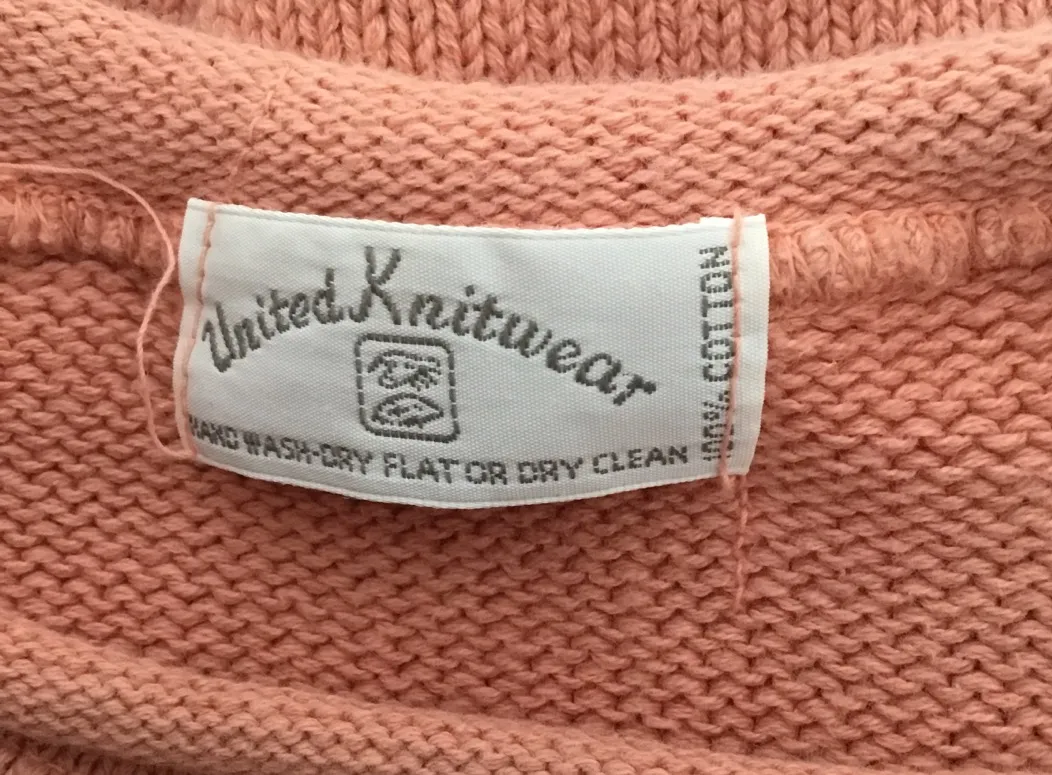 United Knitwear
HAND WASH-DRY FLAT OR DRY CLEAN
100% COTTON